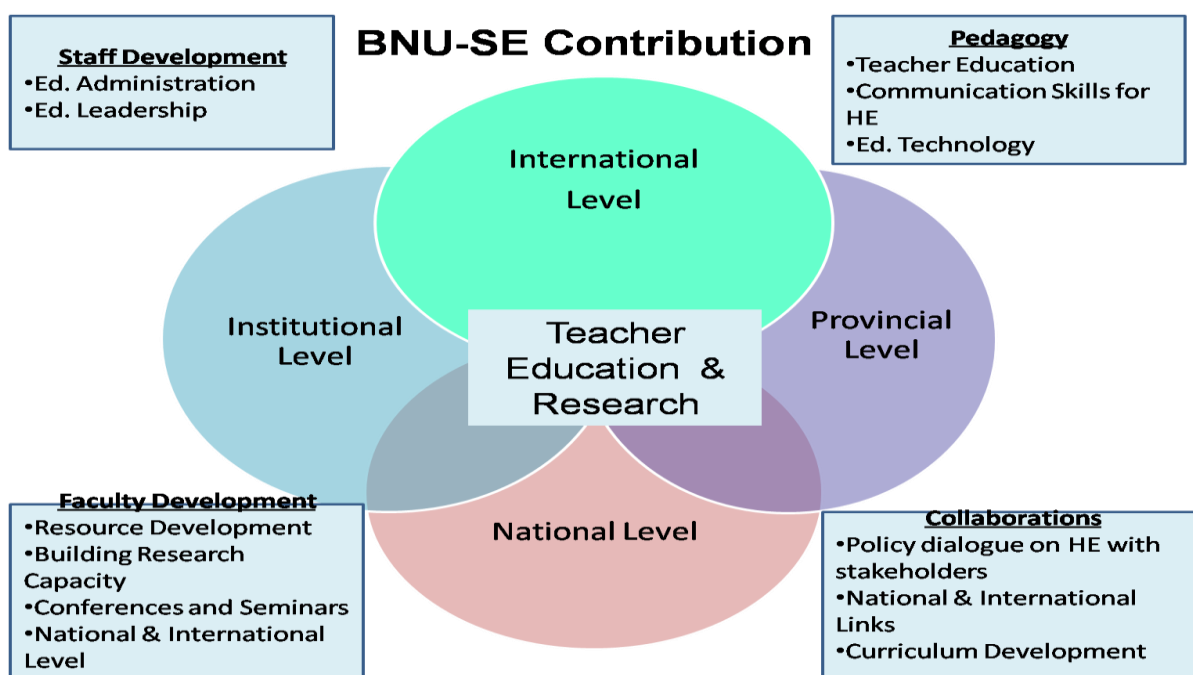 BNU-SE Contribution
Staff Development
•Ed. Administration
•Ed. Leadership
Pedagogy
•Teacher Education
•Communication Skills for
HE
•Ed. Technology
International
Level
Institutional
Level
Provincial
Level
Teacher
Education &
Research
National Level
Faculty Development
•Resource Development
•Building Research
Capacity
•Conferences and Seminars
•National & International
Level
Collaborations
•Policy dialogue on HE with
stakeholders
•National & International
Links
•Curriculum Development